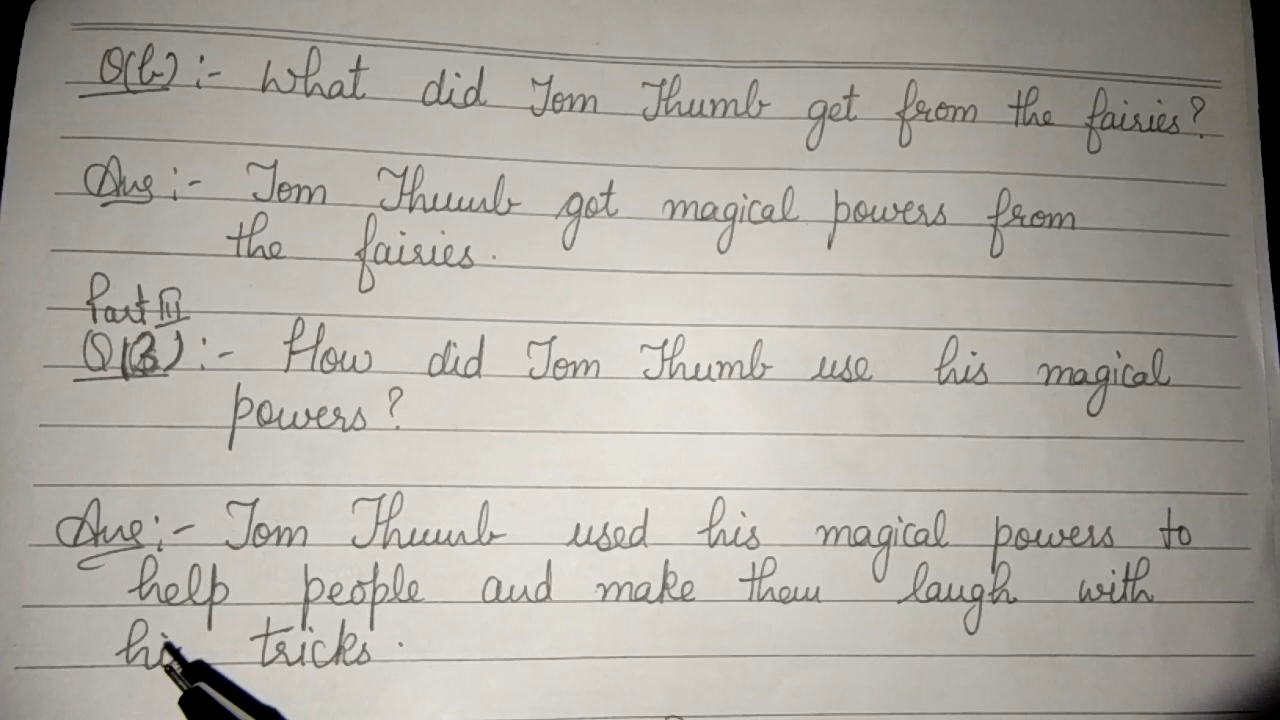 Q(b) :- What did Tom Thumb get from the fairies?
Ans :- Tom Thumb got magical powers from
the fairies.
Part III
Q(3) :- How did Tom Thumb use his magical
powers?
Ans :- Tom Thumb used his magical powers to
help people and make them laugh with
tricks.